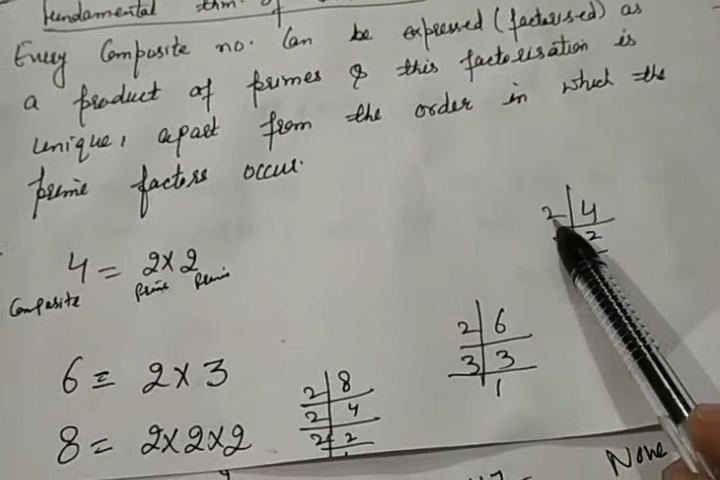 Fundamental thm. of
Every Composite no. Can be expressed (factorised) as
a product of primes & this factorisation is
unique, apart from the order in which the
prime factors occur.
4 = 2×2
Composite Prime Prime
2 4
2
6 = 2×3
2 6
3 3
1
8 = 2×2×2
2 8
2 4
2 2
None